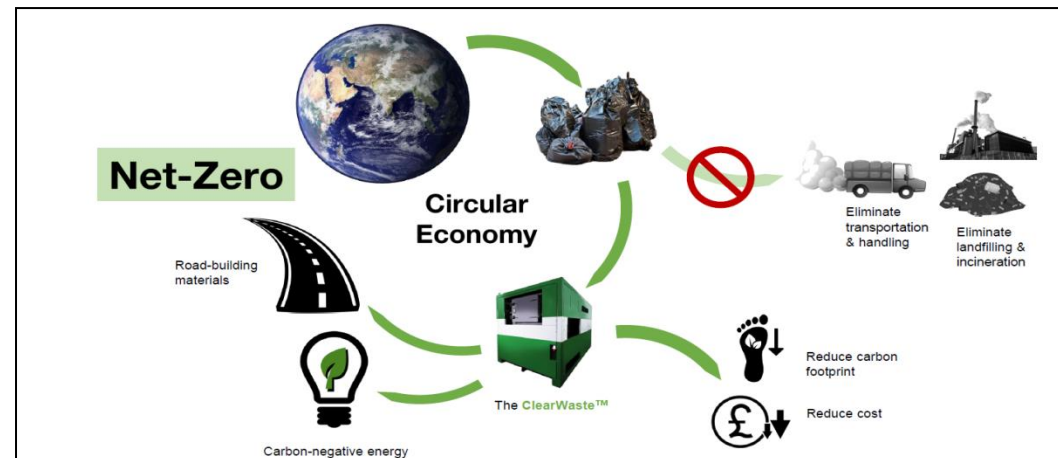 Net-Zero
Circular
Economy
Eliminate
transportation
& handling
Eliminate
landfilling &
incineration
Road-building
materials
The ClearWaste™
Reduce carbon
footprint
£
Reduce cost
Carbon-negative energy